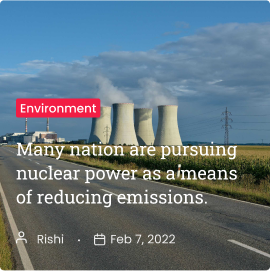 Environment
Many nation are pursuing
nuclear power as a means
of reducing emissions.
Rishi · Feb 7, 2022